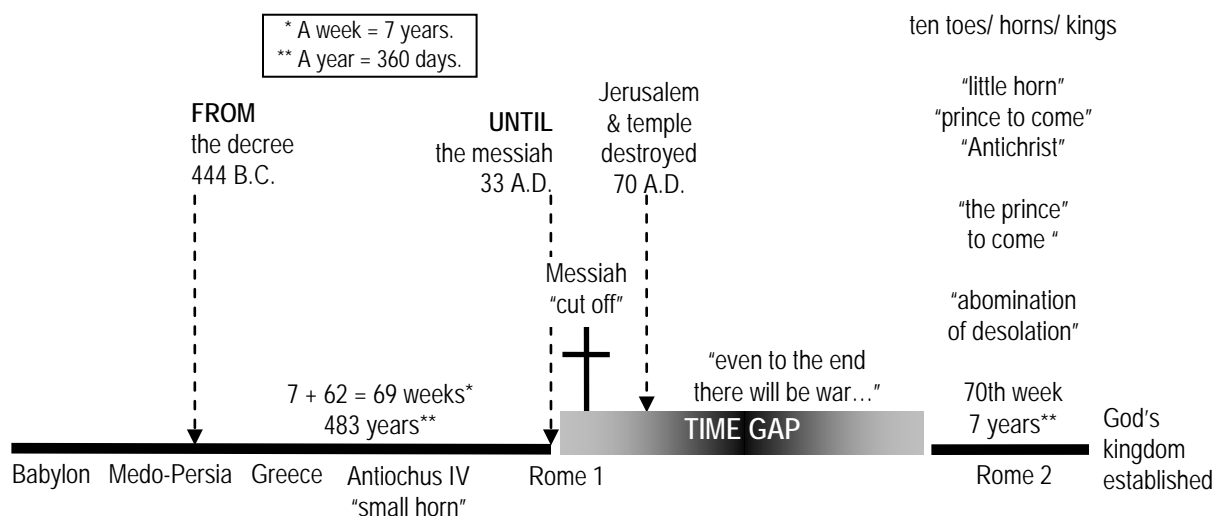 * A week = 7 years.
** A year = 360 days.
FROM
the decree
444 B.C.
UNTIL
the messiah
33 A.D.
Jerusalem
& temple
destroyed
70 A.D.
ten toes/ horns/ kings
“little horn”
“prince to come”
“Antichrist”
“the prince”
to come “
“abomination
of desolation”
Messiah
“cut off”
“even to the end
there will be war…”
7 + 62 = 69 weeks*
483 years**
TIME GAP
70th week
7 years**
God’s
kingdom
established
Babylon
Medo-Persia
Greece
Antiochus IV
“small horn”
Rome 1
Rome 2